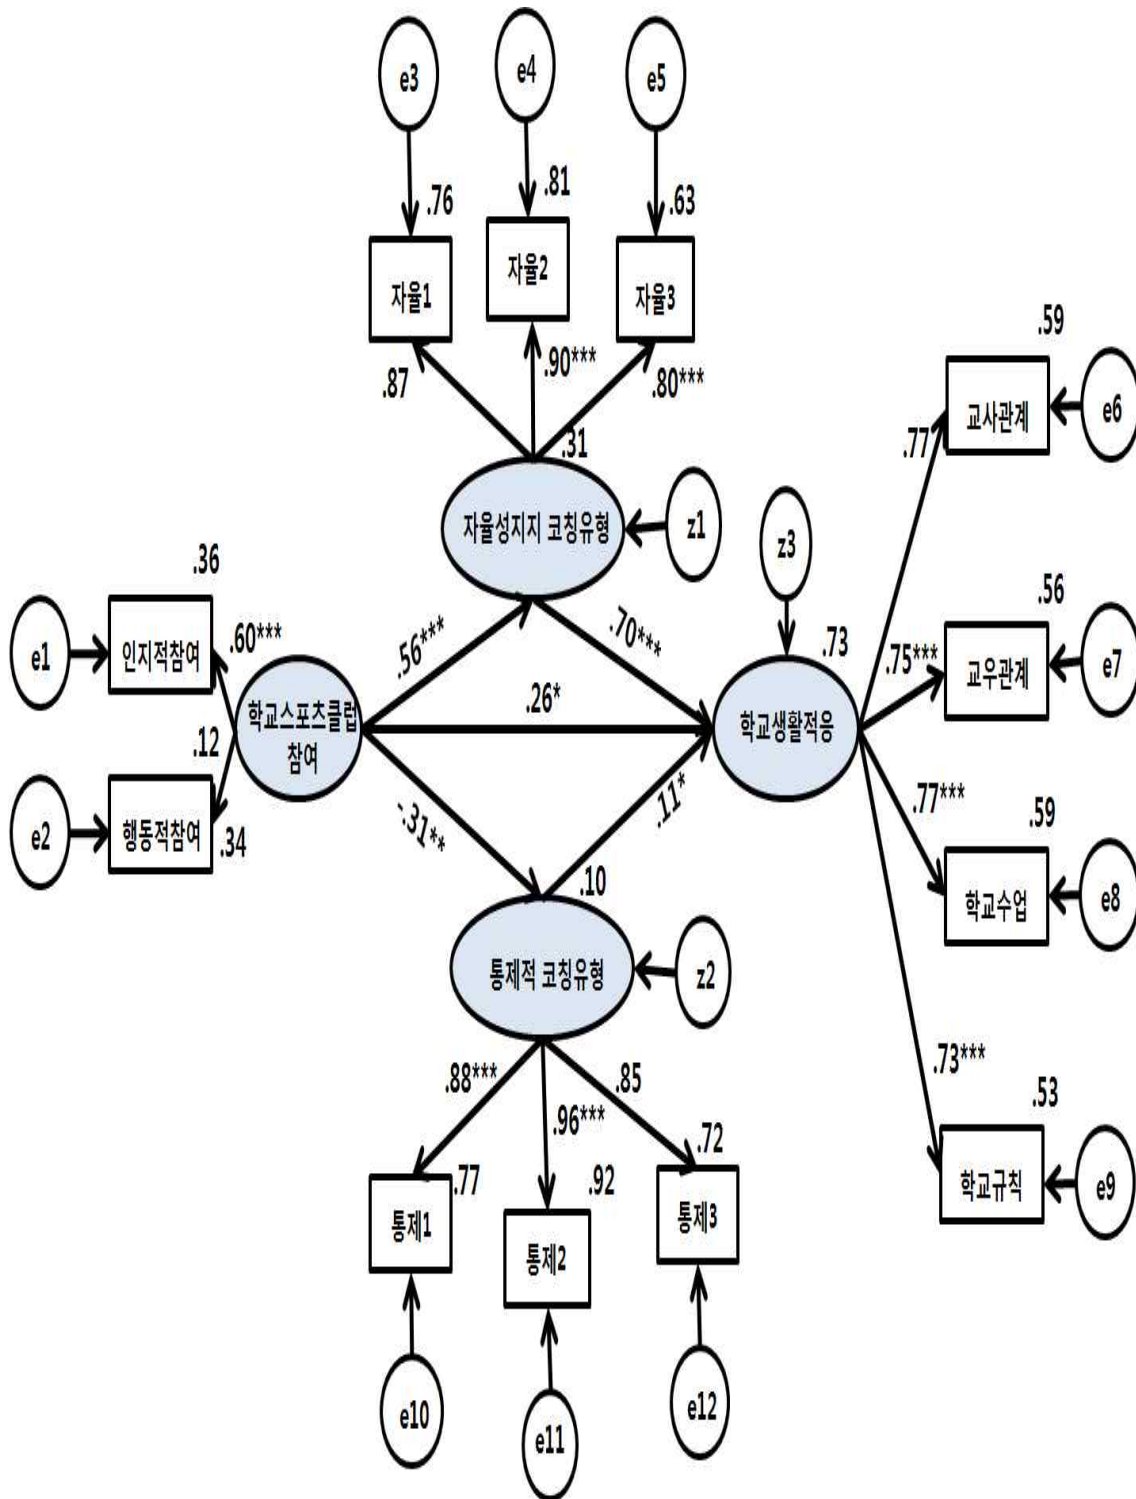 e3
e4
e5
.76
.81
.63
자율1
자율2
자율3
.87
.90***
.80***
.31
자율성지지 코칭유형
z1
z3
.59
교사관계
e6
.77
.36
e1
인지적참여
.60***
.56***
.70***
.73
.56
.75***
교우관계
e7
학교스포츠클럽
참여
.26*
학교생활적응
.12
e2
행동적참여
.34
-.31**
.11*
.77***
.59
학교수업
e8
.10
통제적 코칭유형
z2
.88***
.96***
.85
.73***
.53
학교규칙
e9
.77
.92
.72
통제1
통제2
통제3
e10
e11
e12